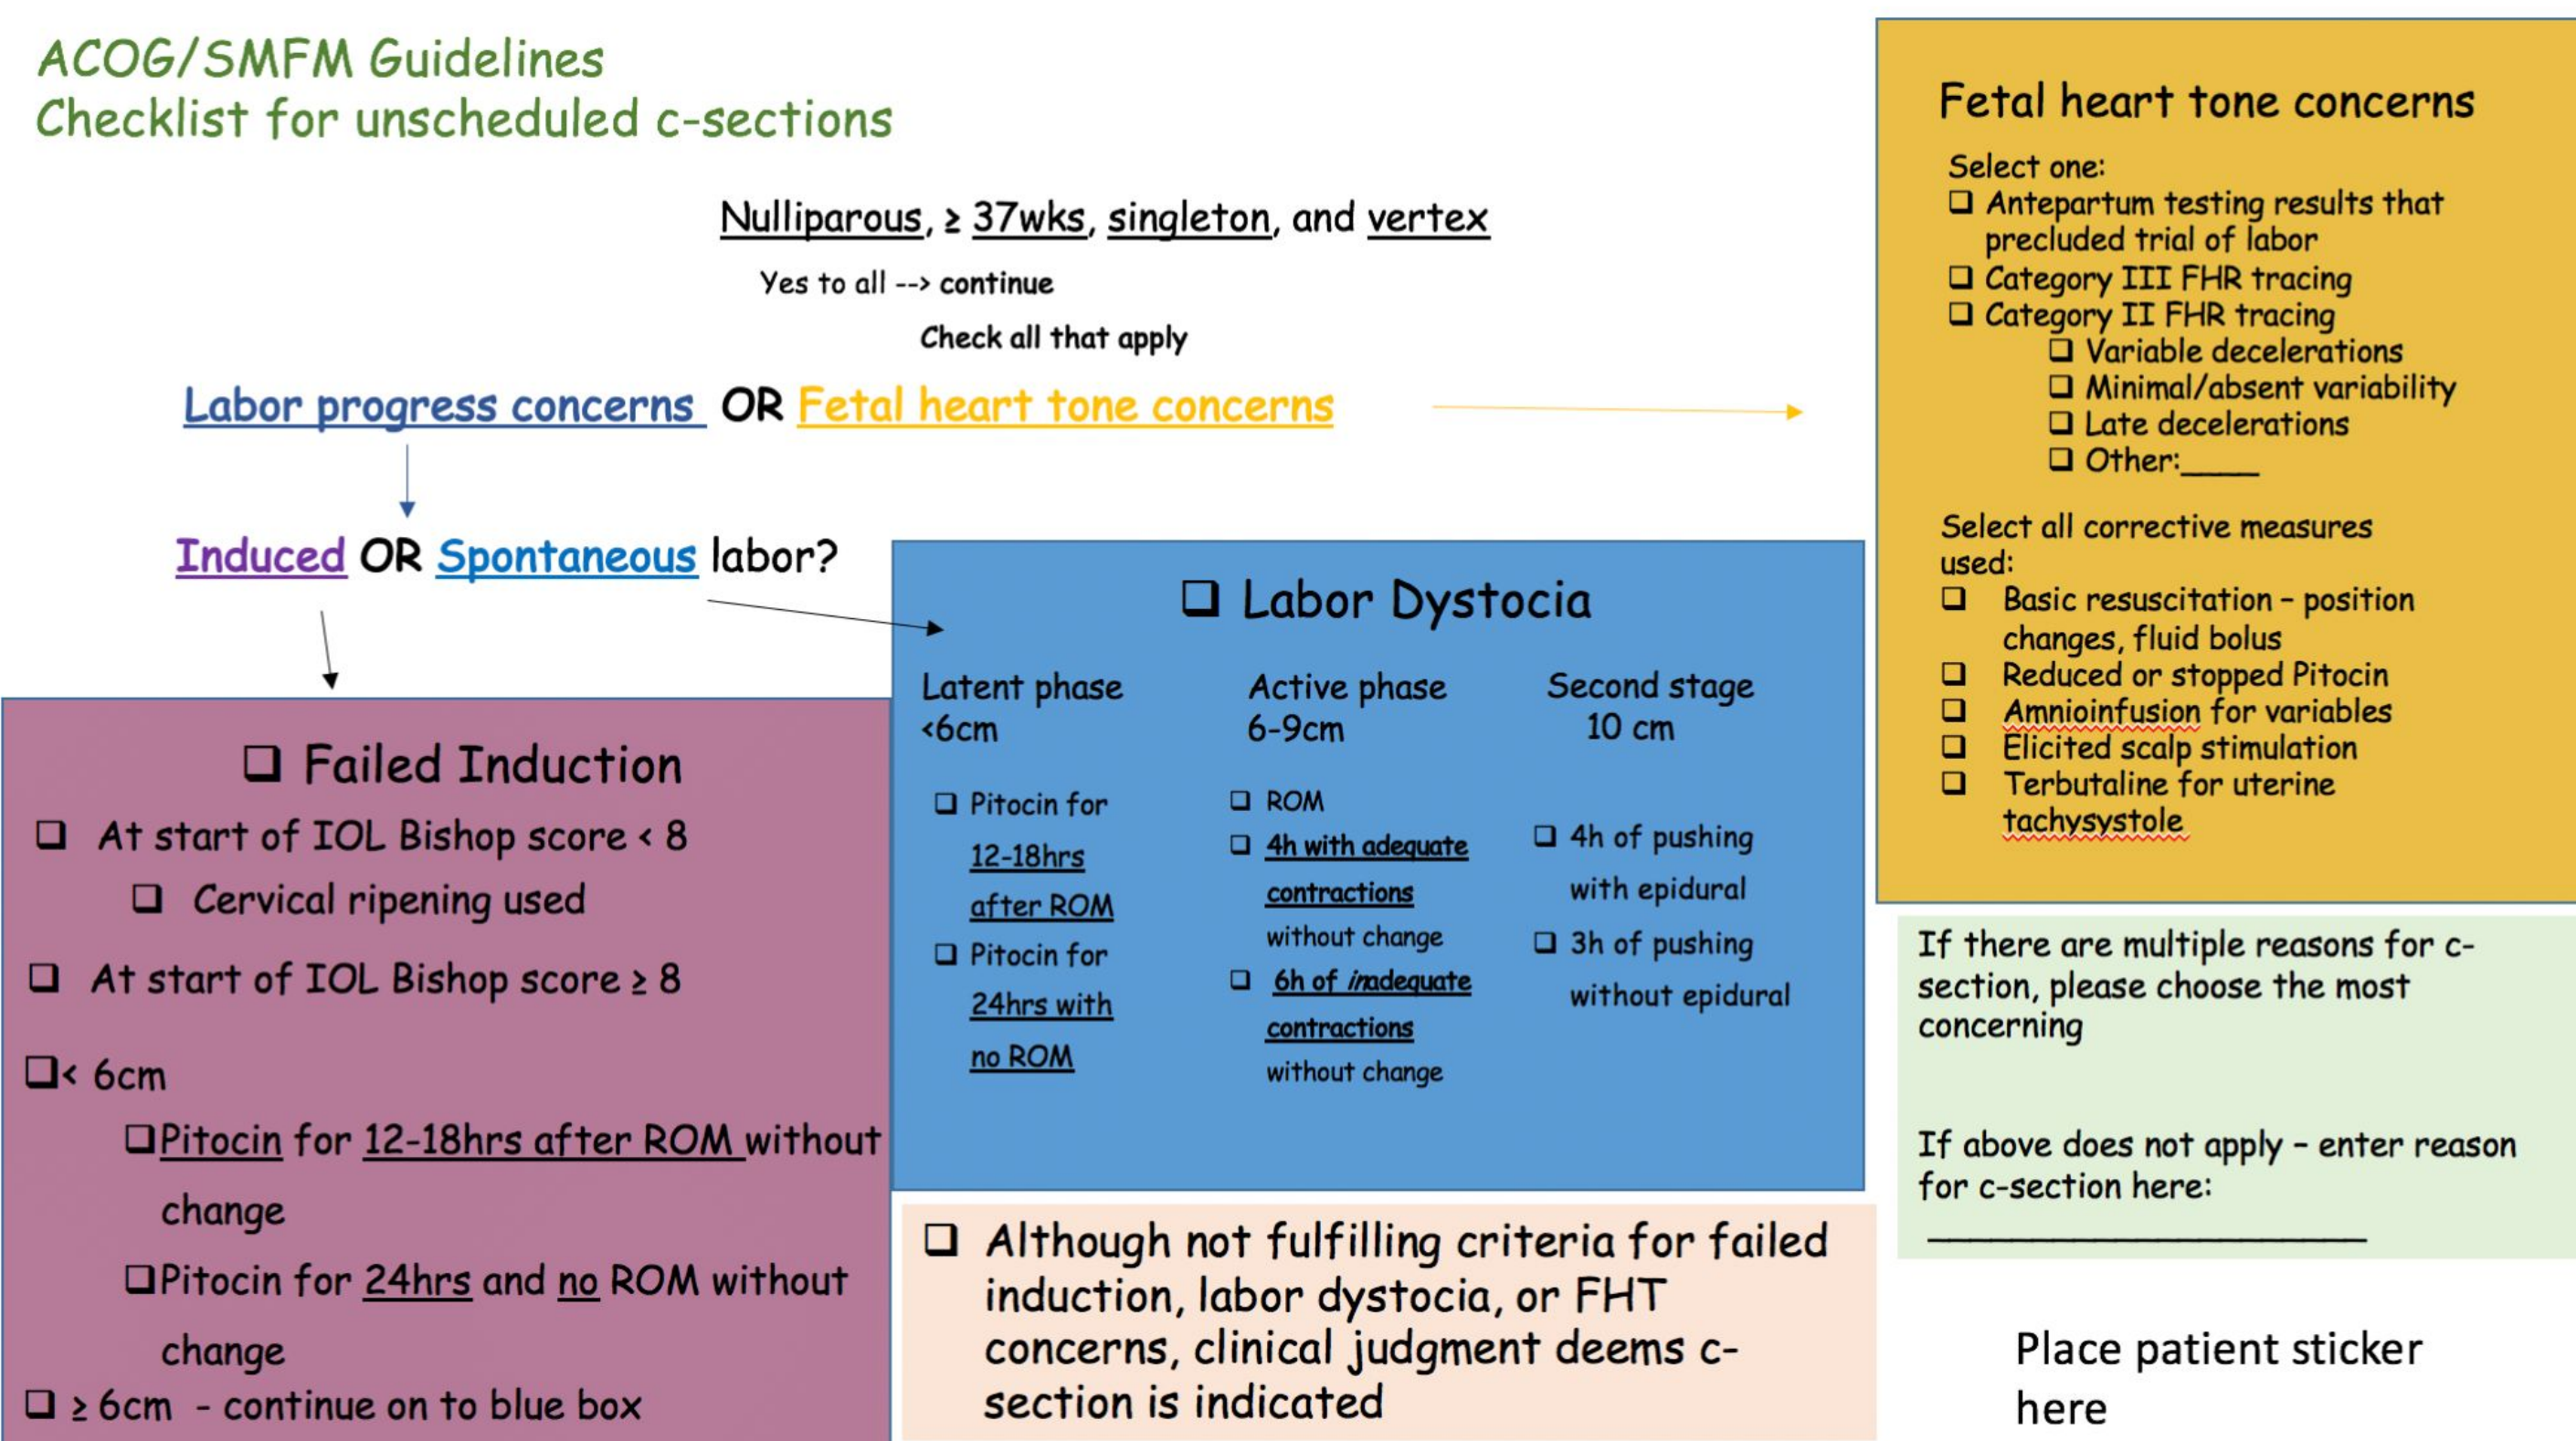 ACOG/SMFM Guidelines
Checklist for unscheduled c-sections
Nulliparous, ≥ 37wks, singleton, and vertex
Yes to all --> continue
Check all that apply
Labor progress concerns OR Fetal heart tone concerns
Induced OR Spontaneous labor?
❑ Failed Induction
❑ At start of IOL Bishop score < 8
❑ Cervical ripening used
❑ At start of IOL Bishop score ≥ 8
❑< 6cm
❑Pitocin for 12-18hrs after ROM without
change
❑Pitocin for 24hrs and no ROM without
change
❑ ≥ 6cm - continue on to blue box
❑ Labor Dystocia
Latent phase
<6cm
❑ Pitocin for
12-18hrs
after ROM
❑ Pitocin for
24hrs with
no ROM
Active phase
6-9cm
❑ ROM
❑ 4h with adequate
contractions
without change
❑ 6h of inadequate
contractions
without change
Second stage
10 cm
❑ 4h of pushing
with epidural
❑ 3h of pushing
without epidural
❑ Although not fulfilling criteria for failed
induction, labor dystocia, or FHT
concerns, clinical judgment deems c-
section is indicated
Fetal heart tone concerns
Select one:
❑ Antepartum testing results that
precluded trial of labor
❑ Category III FHR tracing
❑ Category II FHR tracing
❑ Variable decelerations
❑ Minimal/absent variability
❑ Late decelerations
❑ Other:____
Select all corrective measures
used:
❑ Basic resuscitation – position
changes, fluid bolus
❑ Reduced or stopped Pitocin
❑ Amnioinfusion for variables
❑ Elicited scalp stimulation
❑ Terbutaline for uterine
tachysystole
If there are multiple reasons for c-
section, please choose the most
concerning
If above does not apply – enter reason
for c-section here:
______________________
Place patient sticker
here